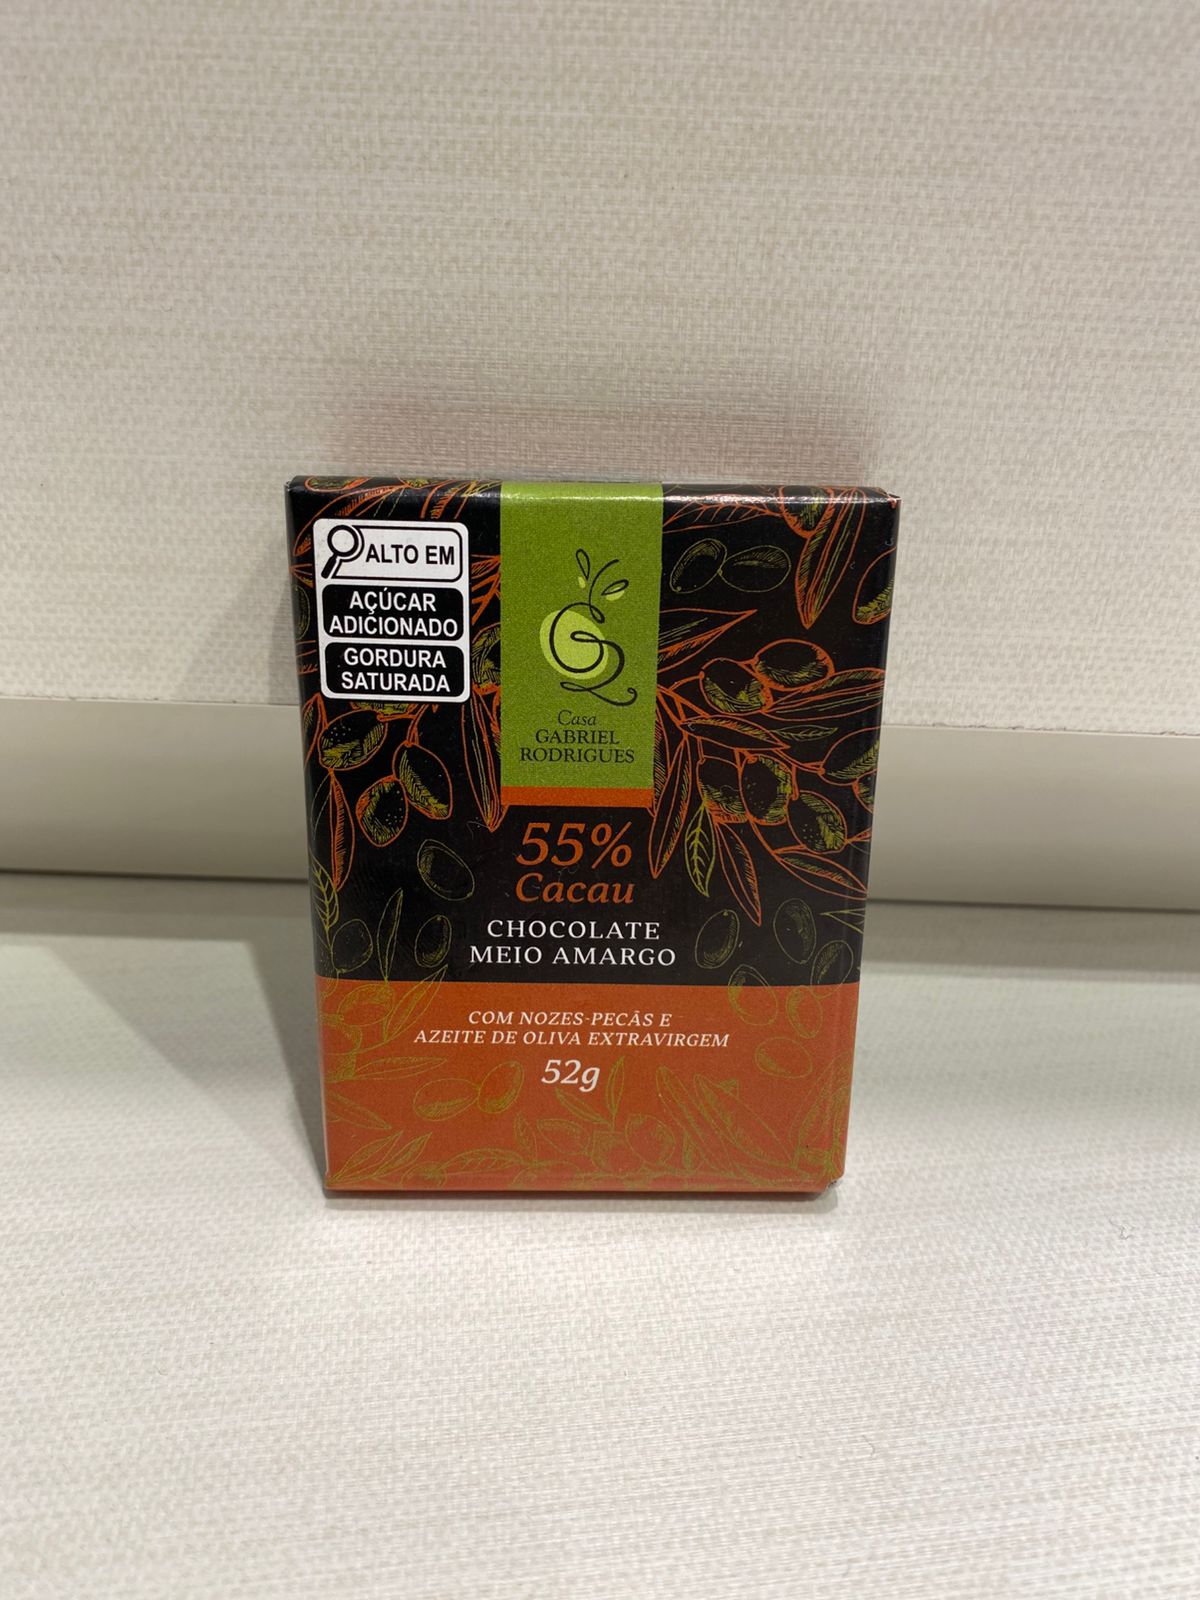 ALTO EM
AÇÚCAR
ADICIONADO
GORDURA
SATURADA
Casa
GABRIEL
RODRIGUES
55%
Cacau
CHOCOLATE
MEIO AMARGO
COM NOZES-PECÃS E
AZEITE DE OLIVA EXTRAVIRGEM
52g